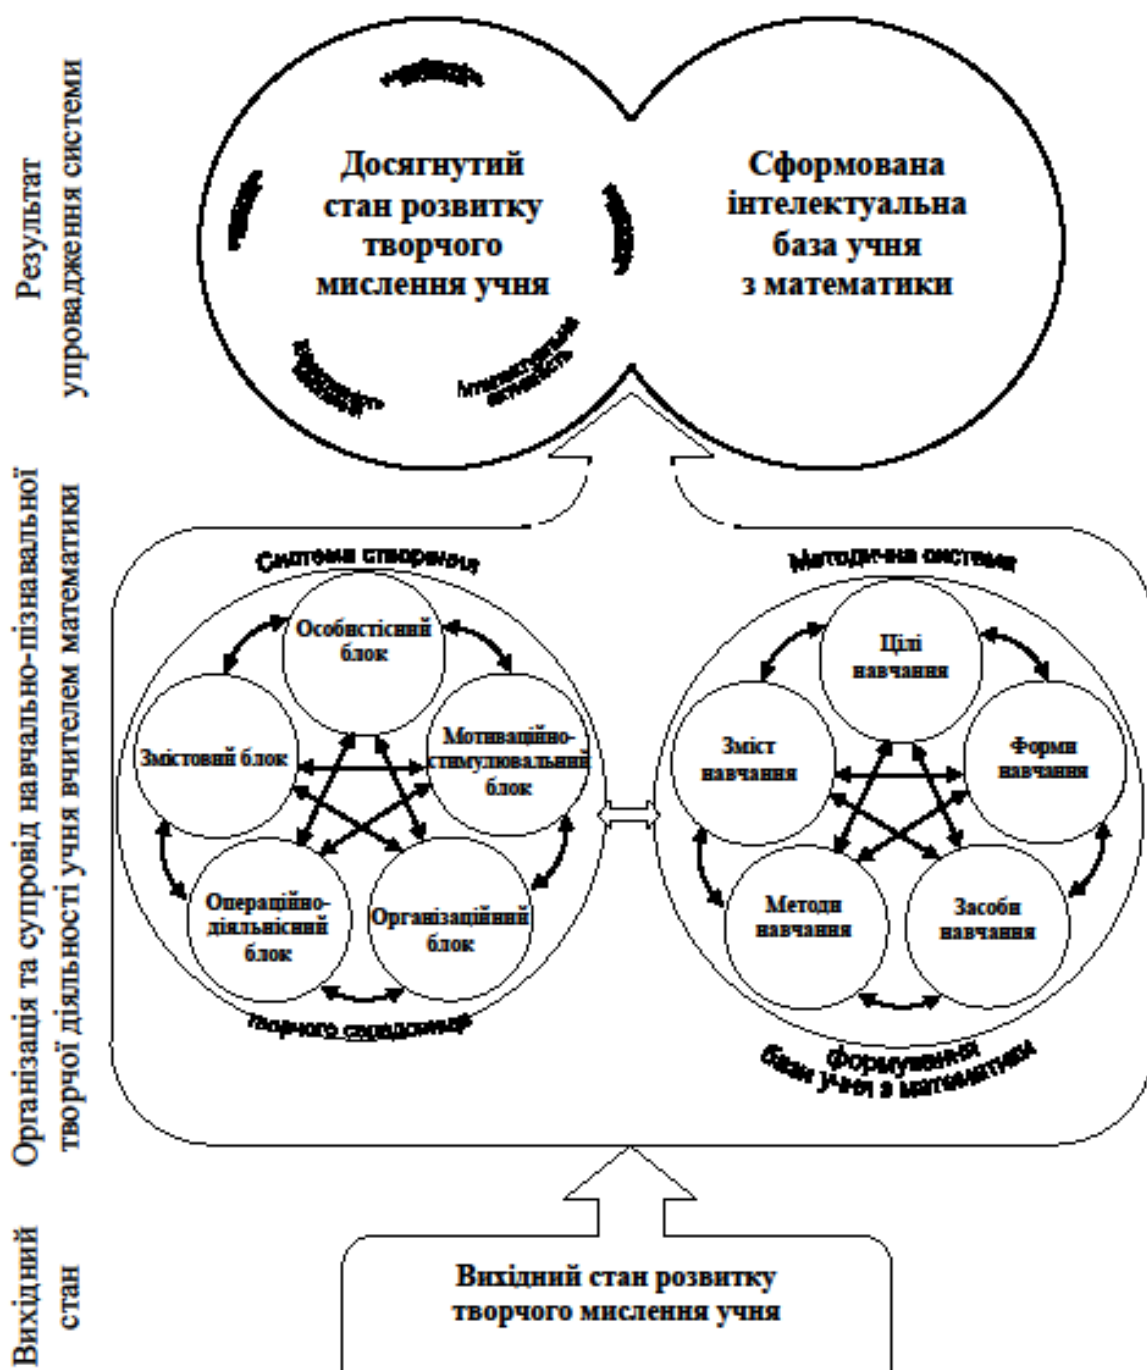 Результат
упровадження системи
Досягнутий
стан розвитку
творчого
мислення учня
Інтелектуальна
активність
Сформована
інтелектуальна
база учня
з математики
Організація та супровід навчально-пізнавальної
творчої діяльності учня вчителем математики
Система створення
Особистісний
блок
Змістовий блок
Мотиваційно-
стимулювальний
блок
Операційно-
діяльнісний
блок
Організаційний
блок
творчого середовища
Методична система
Цілі
навчання
Зміст
навчання
Форми
навчання
Методи
навчання
Засоби
навчання
формування
бази учня з математики
Вихідний
стан
Вихідний стан розвитку
творчого мислення учня